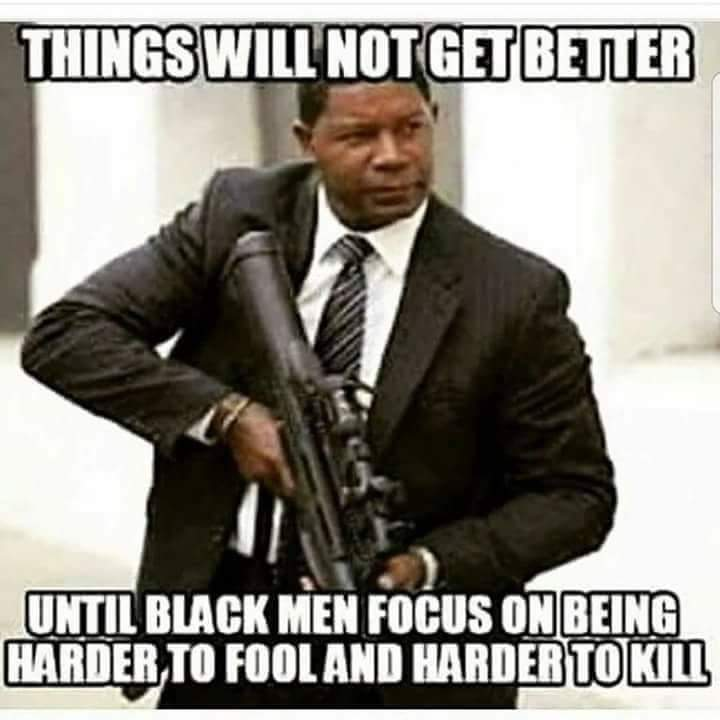 THINGS WILL NOT GET BETTER
UNTIL BLACK MEN FOCUS ON BEING
HARDER TO FOOL AND HARDER TO KILL